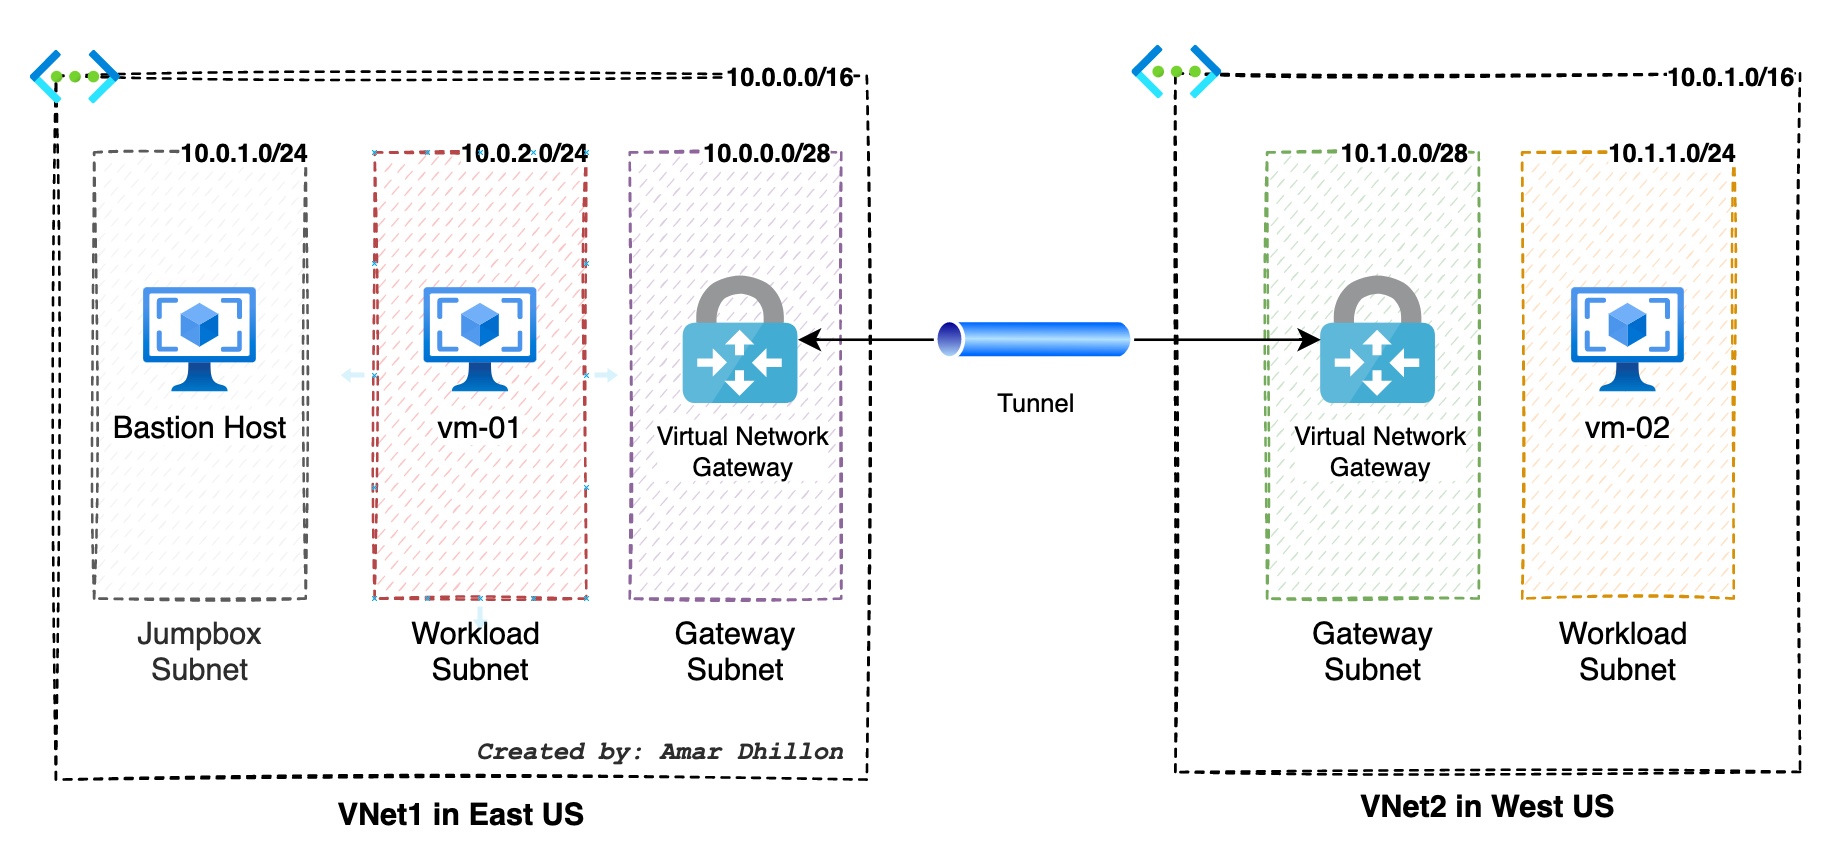 10.0.0.0/16
10.0.1.0/16
10.0.1.0/24
10.0.2.0/24
10.0.0.0/28
10.1.0.0/28
10.1.1.0/24
Bastion Host
vm-01
Virtual Network
Gateway
Tunnel
Virtual Network
Gateway
vm-02
Jumpbox
Subnet
Workload
Subnet
Gateway
Subnet
Gateway
Subnet
Workload
Subnet
Created by: Amar Dhillon
VNet1 in East US
VNet2 in West US